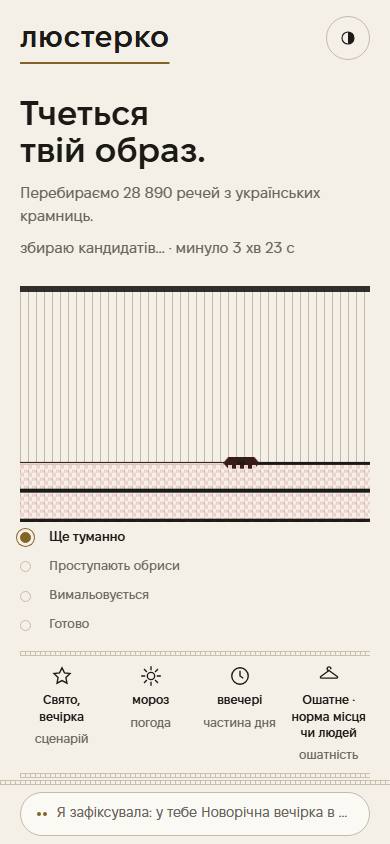 люстерко
Тчеться
твій образ.
Перебираємо 28 890 речей з українських
крамниць.
збираю кандидатів... · минуло 3 хв 23 с
Ще туманно
Проступають обриси
Вимальовується
Готово
Свято,
вечірка
сценарій
мороз
погода
ввечері
частина дня
Ошатне ·
норма місця
чи людей
ошатність
Я зафіксувала: у тебе Новорічна вечірка в ...